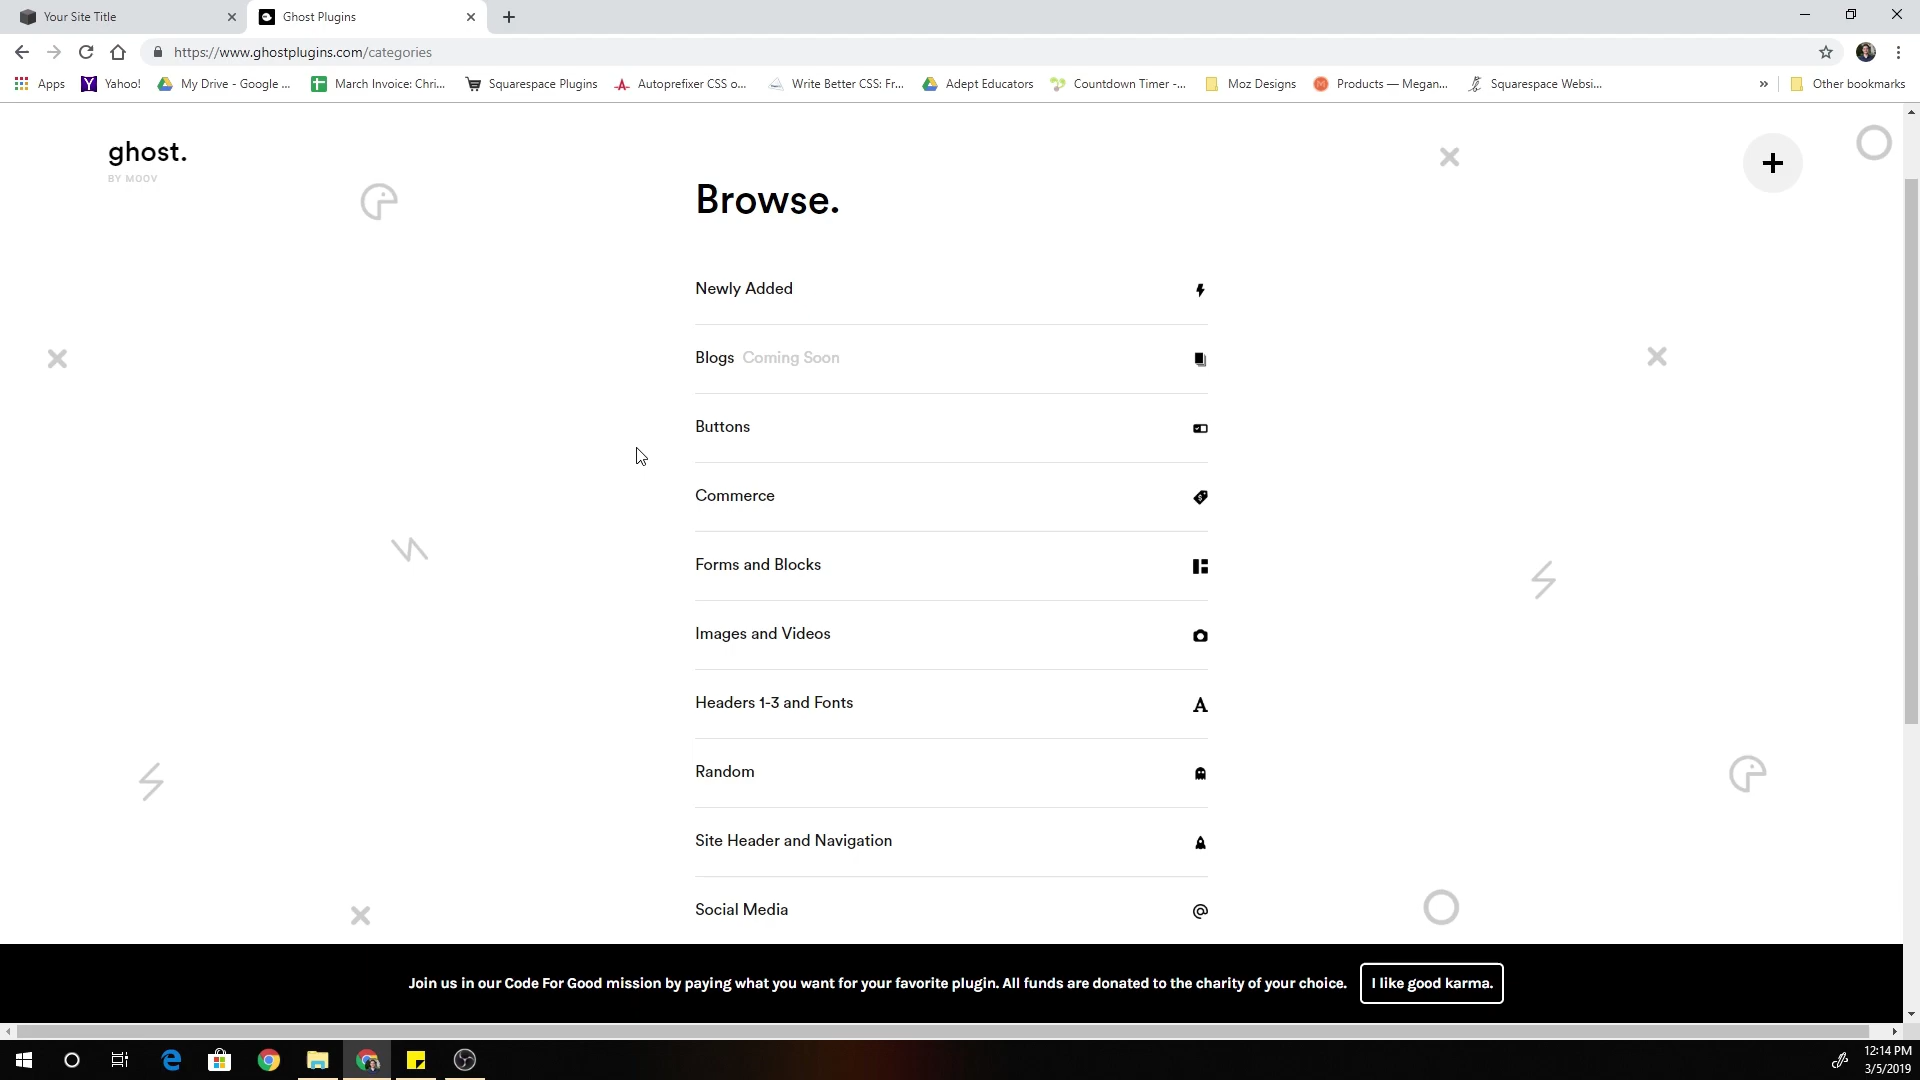 Your Site Title
Ghost Plugins
https://www.ghostplugins.com/categories
Apps
Yahoo!
My Drive - Google ...
March Invoice: Chri...
Squarespace Plugins
Autoprefixer CSS o...
Write Better CSS: Fr...
Adept Educators
Countdown Timer -...
Moz Designs
Products — Megan...
Squarespace Websi...
»
Other bookmarks
ghost.
BY MOOV
Browse.
Newly Added
Blogs Coming Soon
Buttons
Commerce
Forms and Blocks
Images and Videos
Headers 1-3 and Fonts
Random
Site Header and Navigation
Social Media
Join us in our Code For Good mission by paying what you want for your favorite plugin. All funds are donated to the charity of your choice.
I like good karma.
12:14 PM
3/5/2019